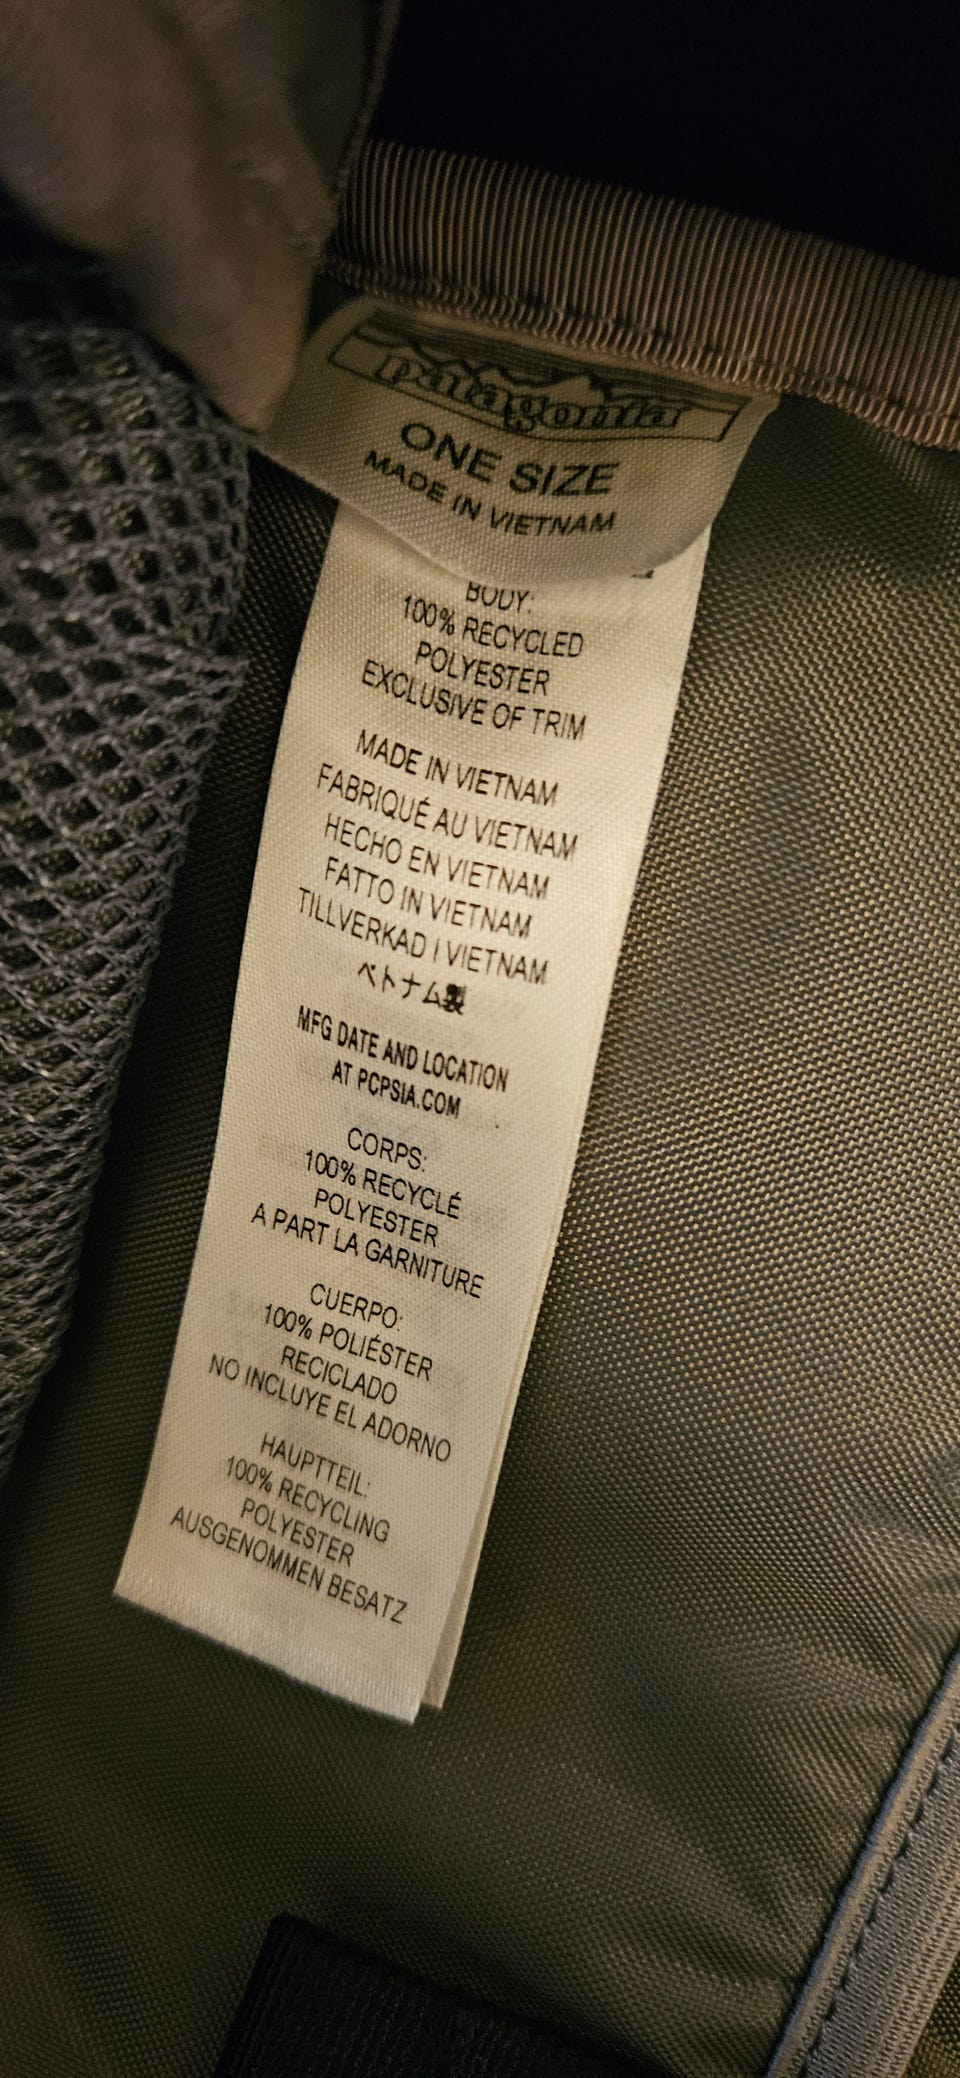 patagonia
ONE SIZE
MADE IN VIETNAM
BODY:
100% RECYCLED
POLYESTER
EXCLUSIVE OF TRIM
MADE IN VIETNAM
FABRIQUÉ AU VIETNAM
HECHO EN VIETNAM
FATTO IN VIETNAM
TILLVERKAD I VIETNAM
ベトナム製
MFG DATE AND LOCATION
AT PCPSIA.COM
CORPS:
100% RECYCLÉ
POLYESTER
A PART LA GARNITURE
CUERPO:
100% POLIÉSTER
RECICLADO
NO INCLUYE EL ADORNO
HAUPTTEIL:
100% RECYCLING
POLYESTER
AUSGENOMMEN BESATZ